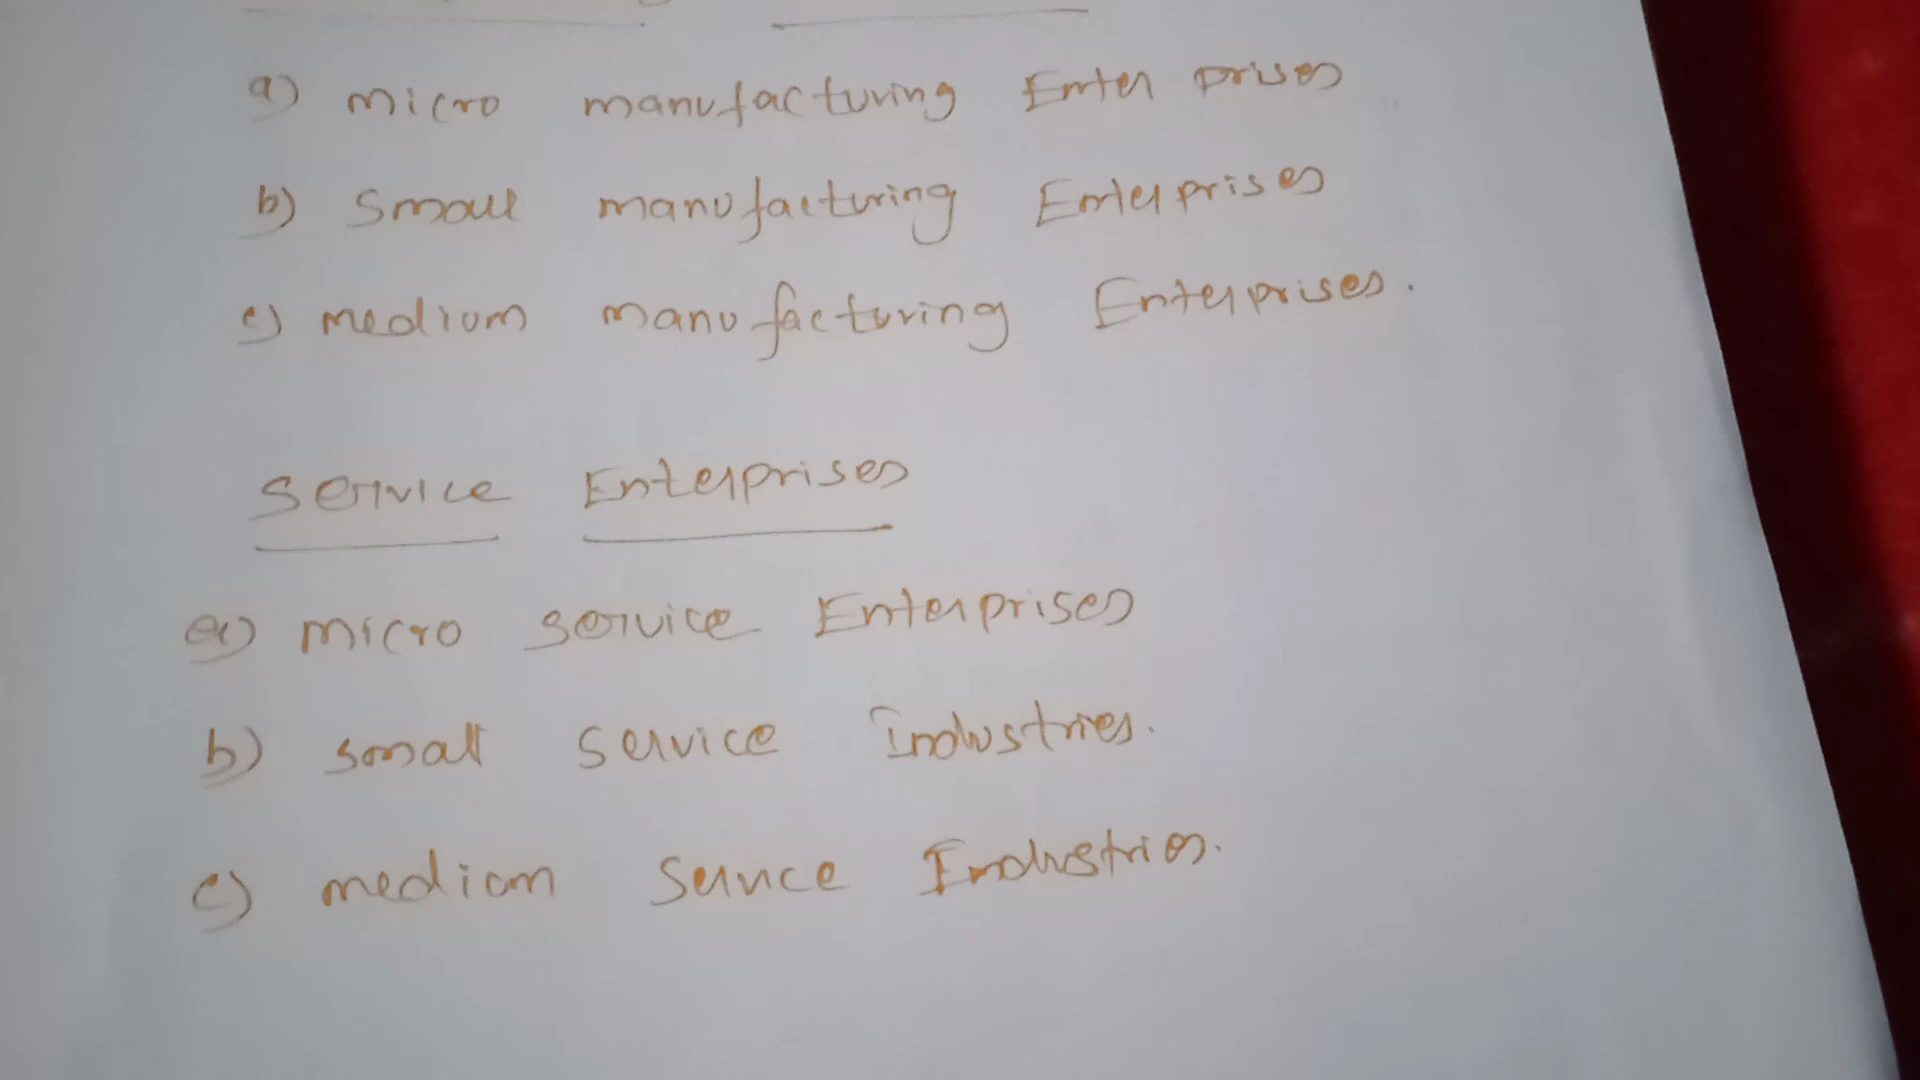 a) micro manufacturing Enter prises
b) Small manufacturing Enterprises
c) medium manufacturing Enterprises.
Service Enterprises
a) micro service Enterprises
b) small service Industries.
c) medium Service Industries.